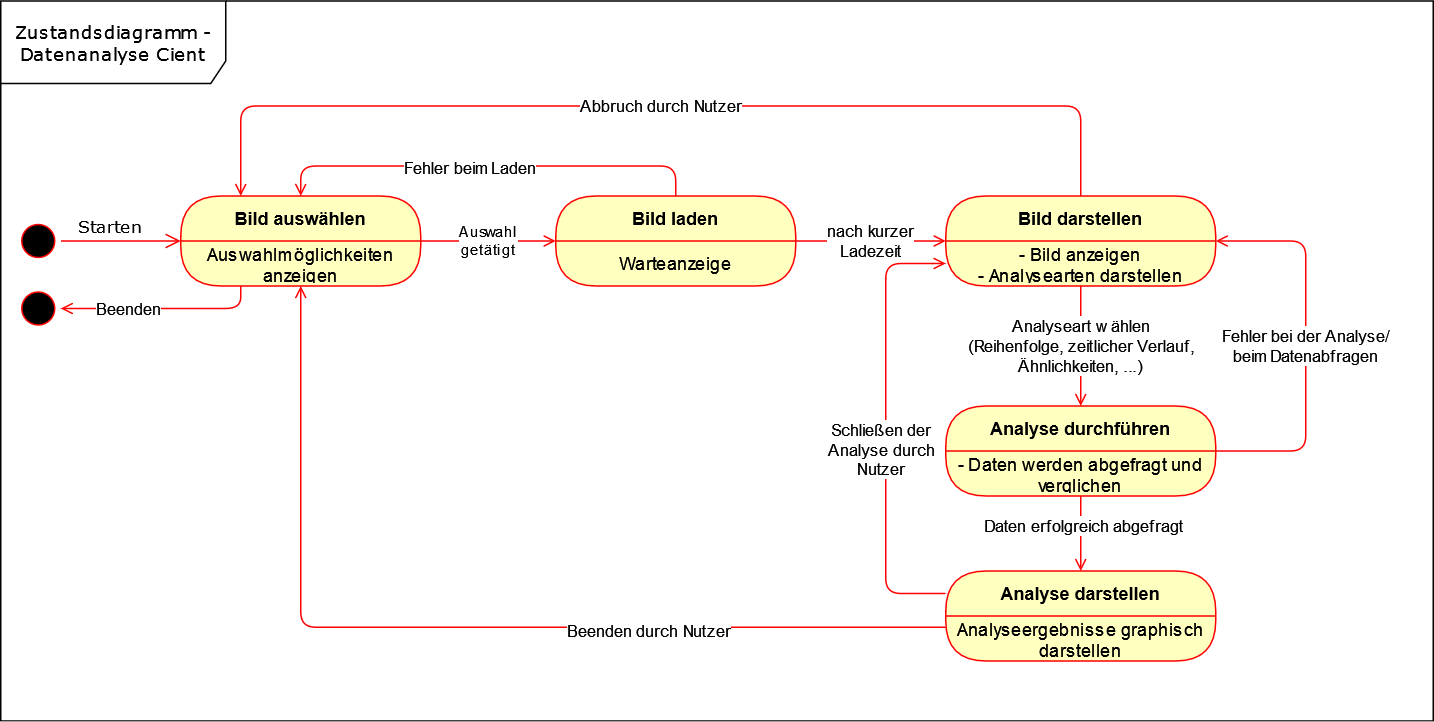 Zustandsdiagramm -
Datenanalyse Cient
Abbruch durch Nutzer
Fehler beim Laden
Starten
Bild auswählen
Auswahlmöglichkeiten
anzeigen
Auswahl
getätigt
Bild laden
Warteanzeige
nach kurzer
Ladezeit
Bild darstellen
- Bild anzeigen
- Analysearten darstellen
Beenden
Analyseart wählen
(Reihenfolge, zeitlicher Verlauf,
Ähnlichkeiten, ...)
Fehler bei der Analyse/
beim Datenabfragen
Schließen der
Analyse durch
Nutzer
Analyse durchführen
- Daten werden abgefragt und
verglichen
Daten erfolgreich abgefragt
Analyse darstellen
Analyseergebnisse graphisch
darstellen
Beenden durch Nutzer